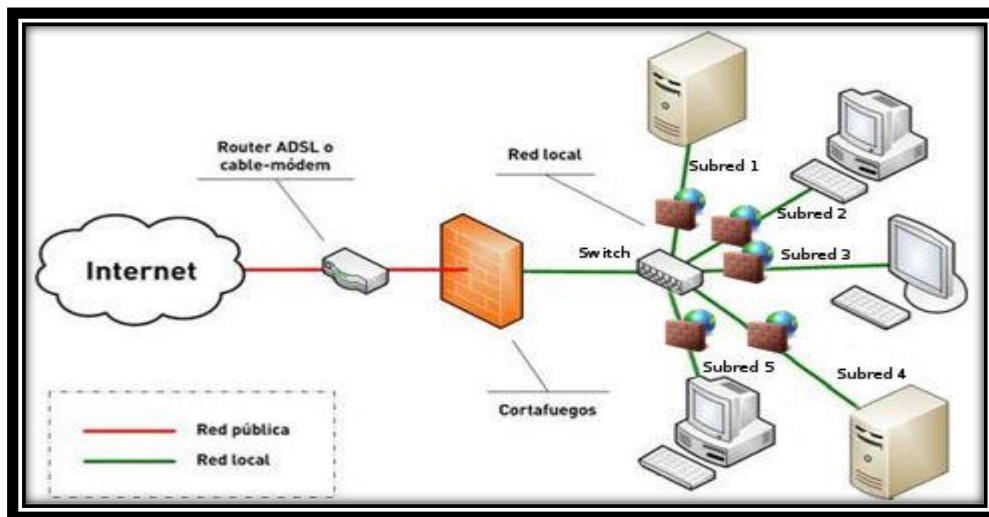 Router ADSL o
cable-módem
Internet
Cortafuegos
Red local
Switch
Subred 1
Subred 2
Subred 3
Subred 4
Subred 5
Red pública
Red local